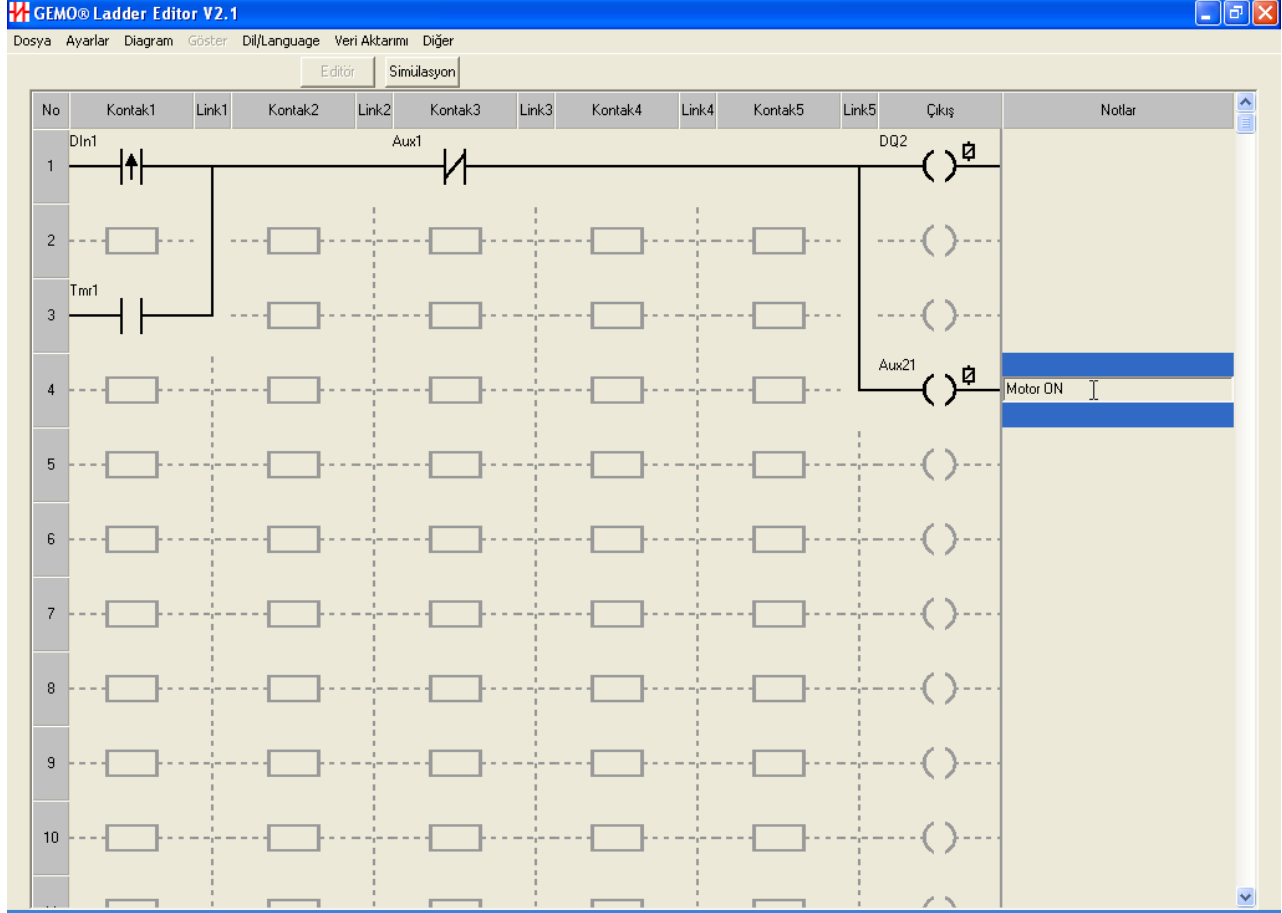 GEMO® Ladder Editor V2.1
Dosya Ayarlar Diagram Göster Dil/Language Veri Aktarımı Diğer
Editör Simülasyon
No Kontak1 Link1 Kontak2 Link2 Kontak3 Link3 Kontak4 Link4 Kontak5 Link5 Çıkış Notlar
DIn1 Aux1 DQ2
1
2
Tmr1
3
Aux21
4 Motor ON
5
6
7
8
9
10